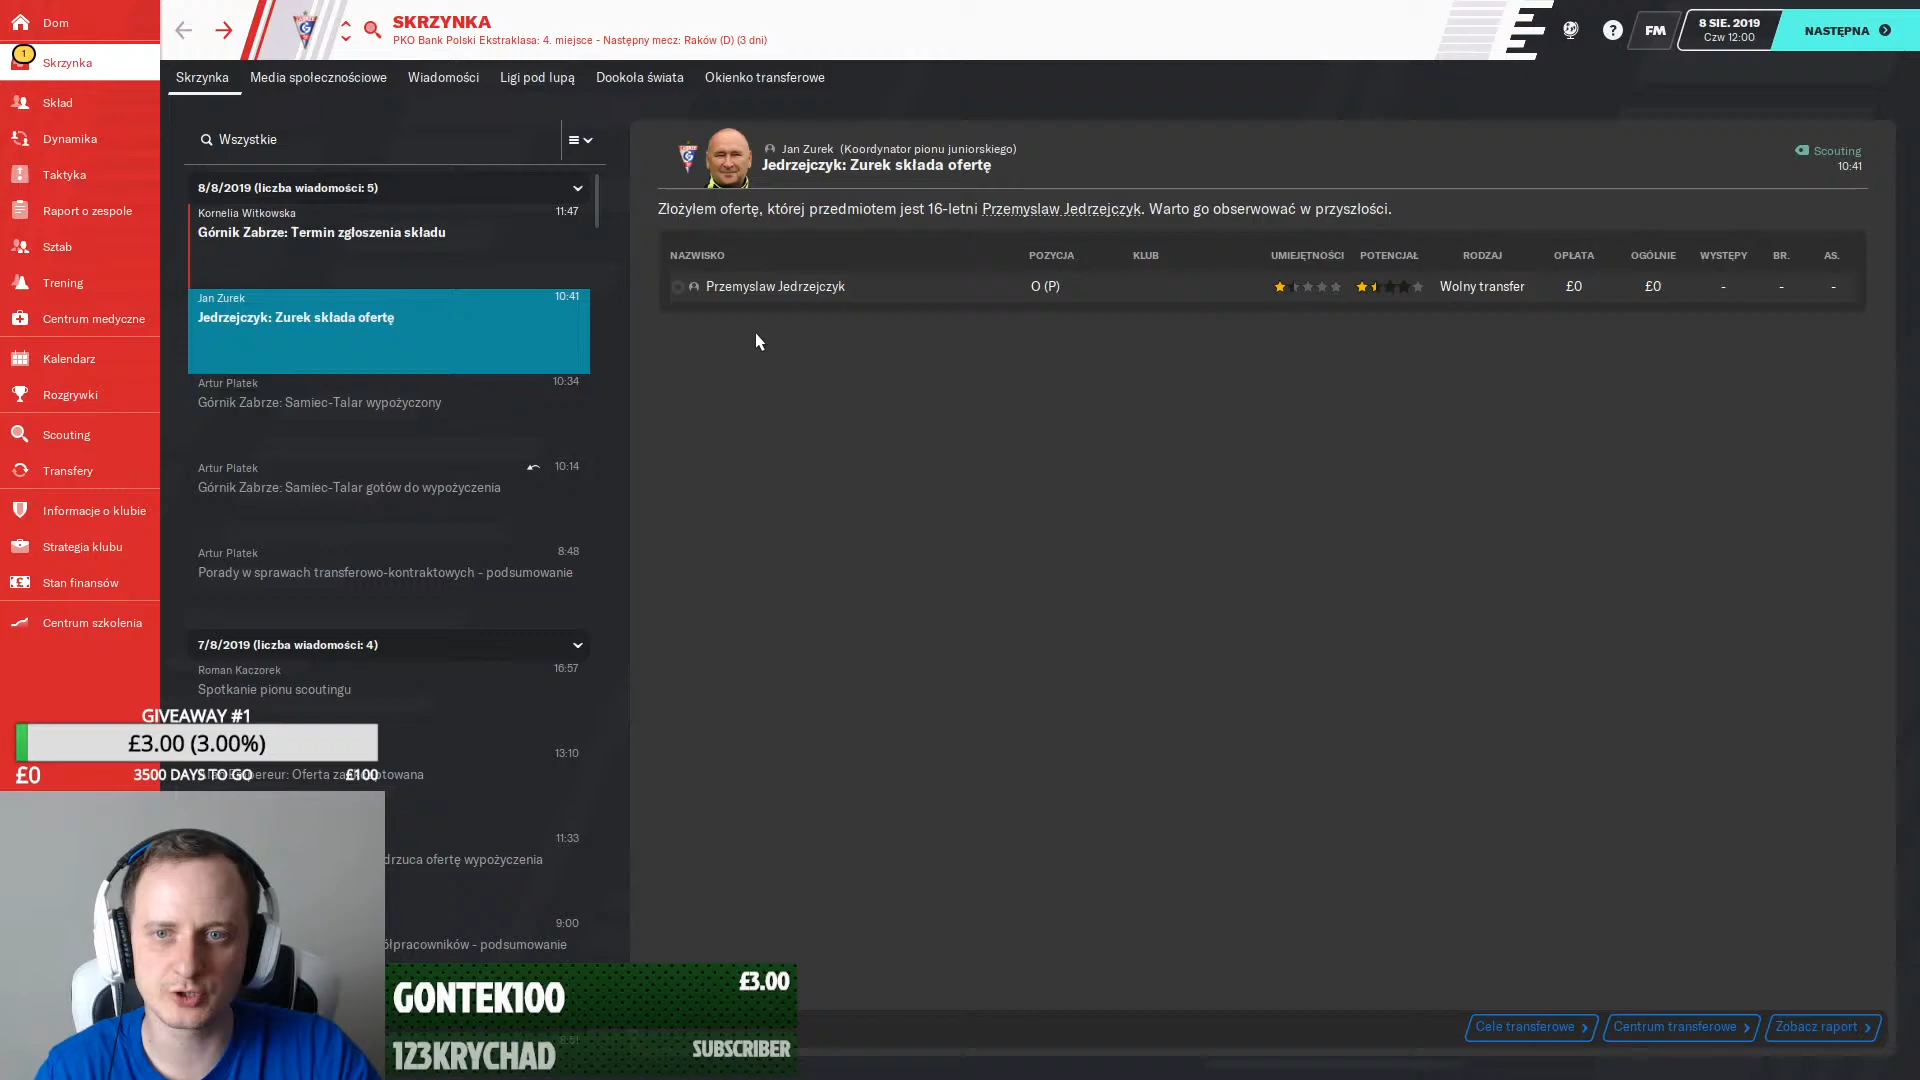 Dom
1
Skrzynka
Skład
Dynamika
Taktyka
Raport o zespole
Sztab
Trening
Centrum medyczne
Kalendarz
Rozgrywki
Scouting
Transfery
Informacje o klubie
Strategia klubu
Stan finansów
Centrum szkolenia
SKRZYNKA
PKO Bank Polski Ekstraklasa: 4. miejsce - Następny mecz: Raków (D) (3 dni)
FM
8 SIE. 2019
Czw 12:00
NASTĘPNA
Skrzynka Media społecznościowe Wiadomości Ligi pod lupą Dookoła świata Okienko transferowe
Wszystkie
8/8/2019 (liczba wiadomości: 5)
Kornelia Witkowska 11:47
Górnik Zabrze: Termin zgłoszenia składu
Jan Zurek 10:41
Jedrzejczyk: Zurek składa ofertę
Artur Platek 10:34
Górnik Zabrze: Samiec-Talar wypożyczony
Artur Platek 10:14
Górnik Zabrze: Samiec-Talar gotów do wypożyczenia
Artur Platek 8:48
Porady w sprawach transferowo-kontraktowych - podsumowanie
7/8/2019 (liczba wiadomości: 4)
Roman Kaczorek 16:57
Spotkanie pionu scoutingu
13:10
Oferta
11:33
ofertę wypożyczenia
9:00
- podsumowanie
8:51
Jan Zurek (Koordynator pionu juniorskiego)
Jedrzejczyk: Zurek składa ofertę
Scouting
10:41
Złożyłem ofertę, której przedmiotem jest 16-letni Przemyslaw Jedrzejczyk. Warto go obserwować w przyszłości.
NAZWISKO POZYCJA KLUB UMIEJĘTNOŚCI POTENCJAŁ RODZAJ OPŁATA OGÓLNIE WYSTĘPY BR. AS.
Przemyslaw Jedrzejczyk O (P) Wolny transfer £0 £0 - - -
Cele transferowe Centrum transferowe Zobacz raport
GIVEAWAY #1
£3.00 (3.00%)
£0 3500 DAYS TO GO £100
GONTEK100 £3.00
123KRYCHAD SUBSCRIBER